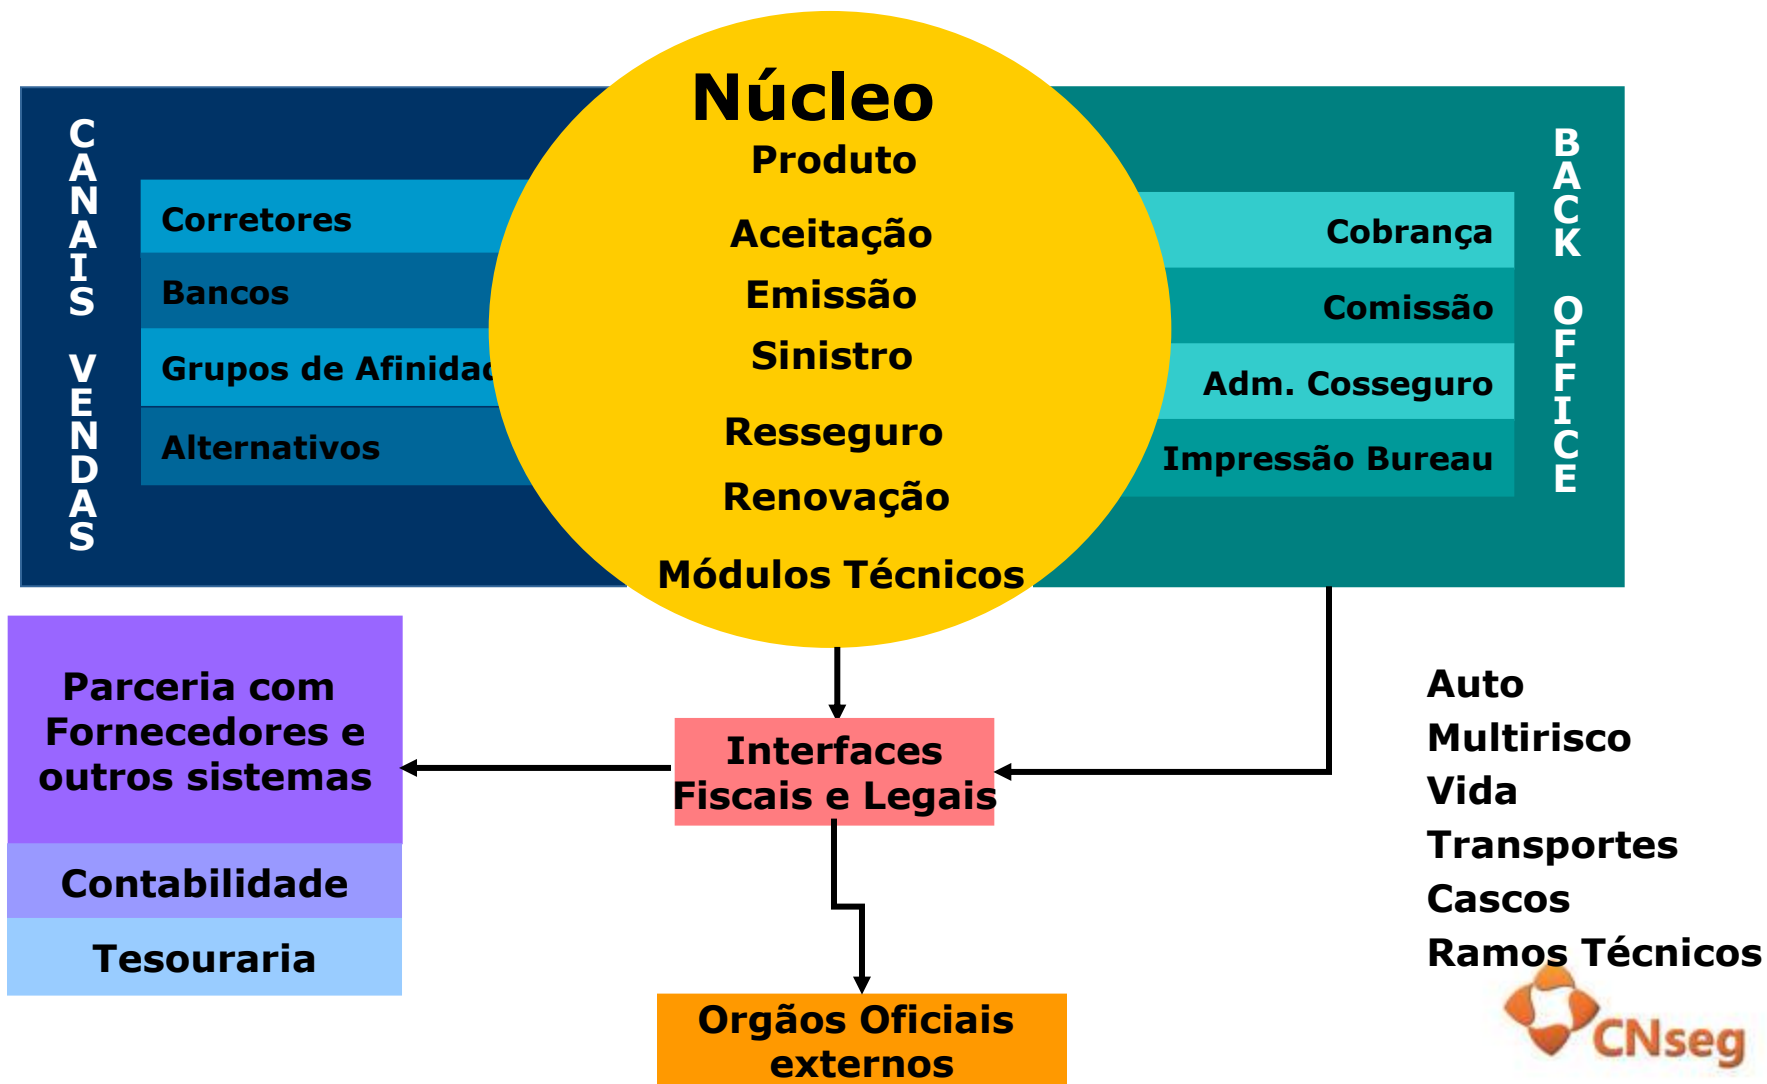 CANAIS VENDAS
Corretores
Bancos
Grupos de Afinidad
Alternativos
Núcleo
Produto
Aceitação
Emissão
Sinistro
Resseguro
Renovação
Módulos Técnicos
Cobrança
Comissão
Adm. Cosseguro
Impressão Bureau
BACK OFFICE
Parceria com
Fornecedores e
outros sistemas
Contabilidade
Tesouraria
Interfaces
Fiscais e Legais
Orgãos Oficiais
externos
Auto
Multirisco
Vida
Transportes
Cascos
Ramos Técnicos
CNseg